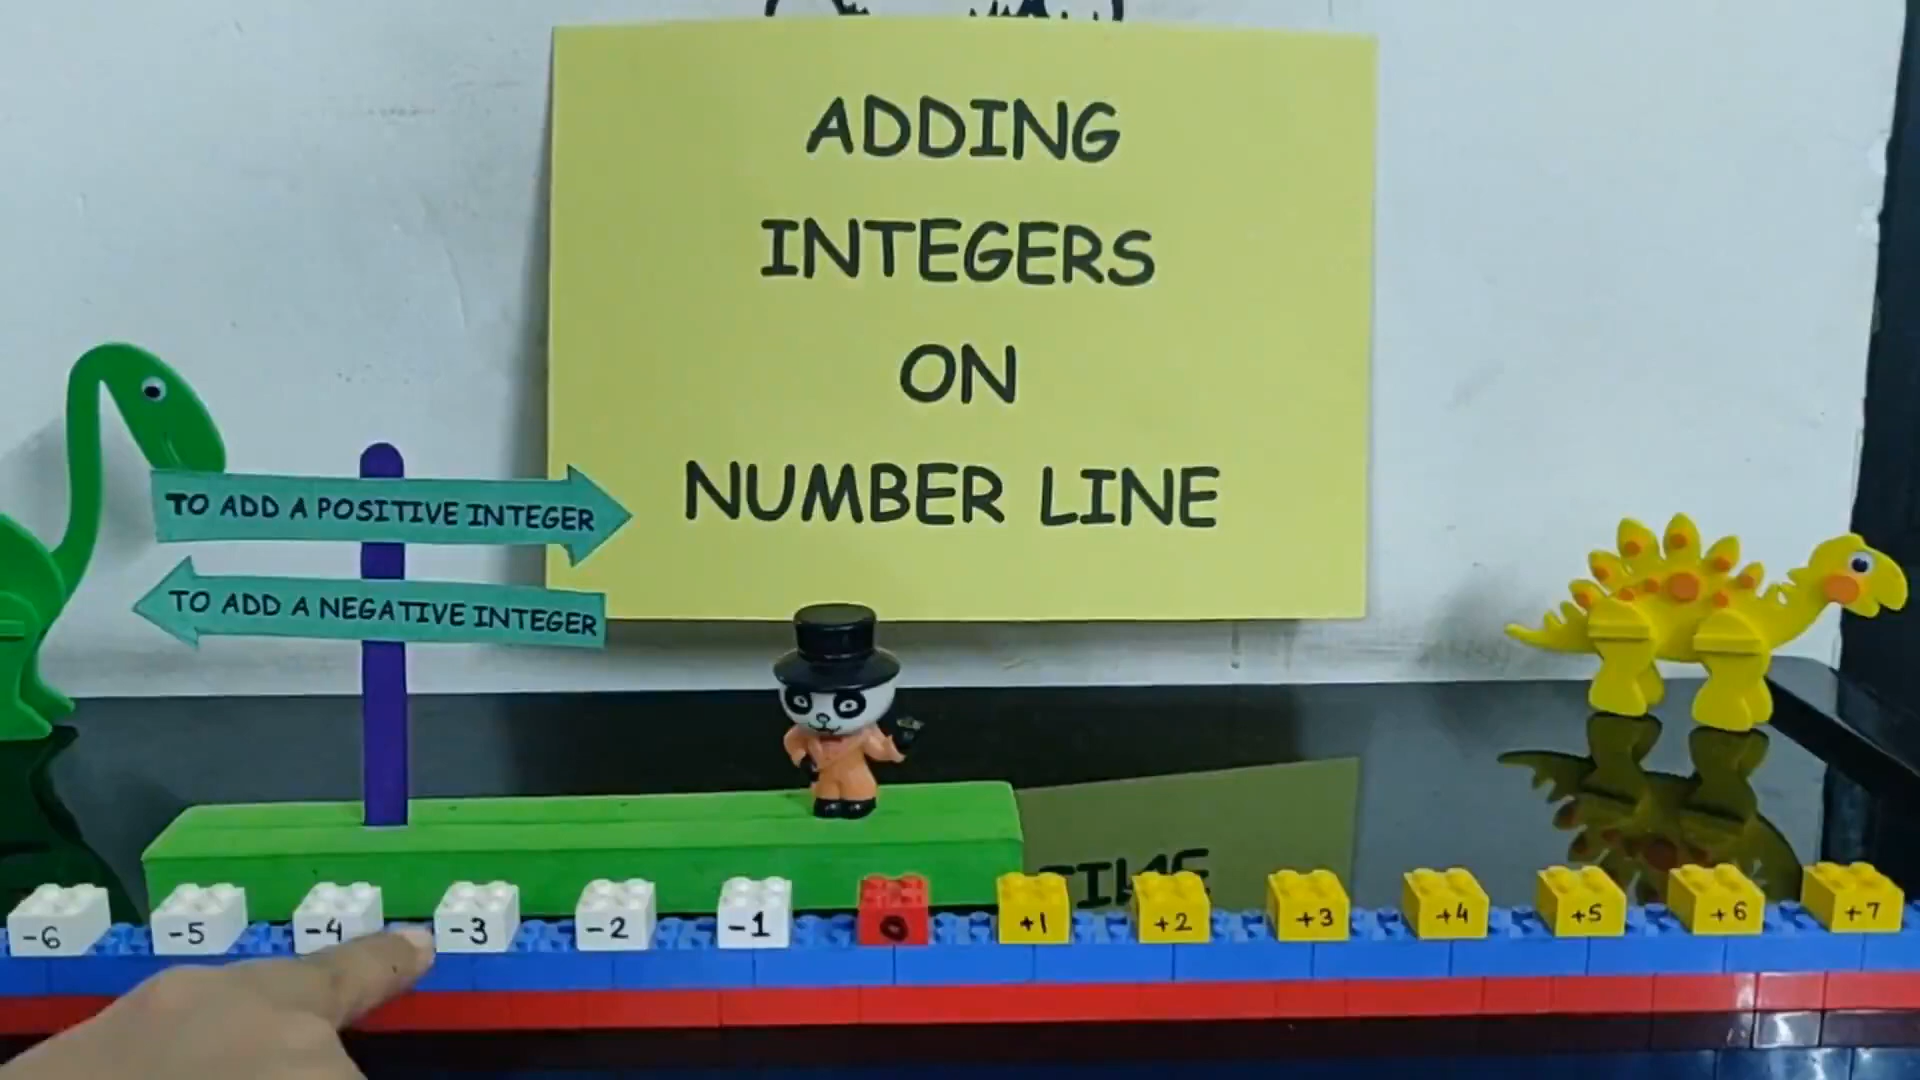 ADDING
INTEGERS
ON
NUMBER LINE
TO ADD A POSITIVE INTEGER
TO ADD A NEGATIVE INTEGER
-6 -5 -4 -3 -2 -1 0 +1 +2 +3 +4 +5 +6 +7